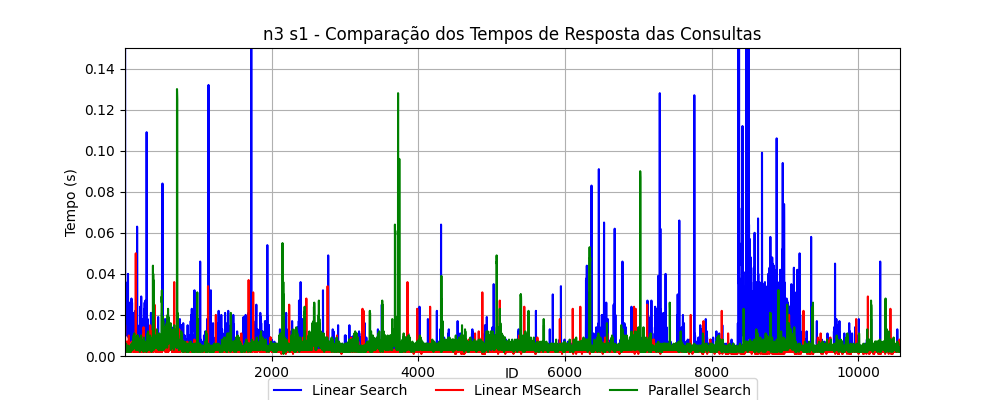 n3 s1 - Comparação dos Tempos de Resposta das Consultas
Tempo (s)
0.14
0.12
0.10
0.08
0.06
0.04
0.02
0.00
2000 4000 6000 8000 10000
ID
Linear Search Linear MSearch Parallel Search